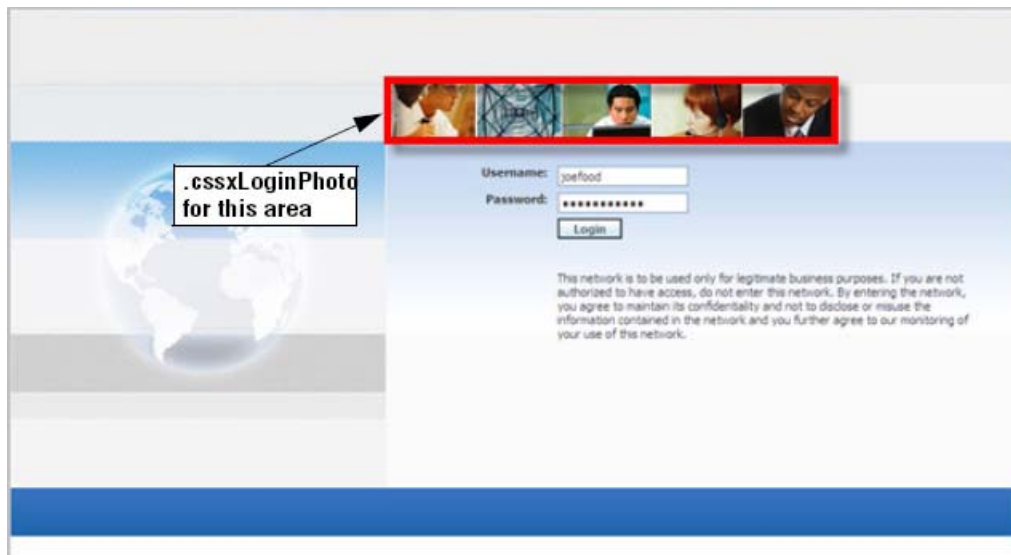 .cssxLoginPhoto
for this area
Username: joefood
Password: •••••••••••
Login
This network is to be used only for legitimate business purposes. If you are not
authorized to have access, do not enter this network. By entering the network,
you agree to maintain its confidentiality and not to disclose or misuse the
information contained in the network and you further agree to our monitoring of
your use of this network.